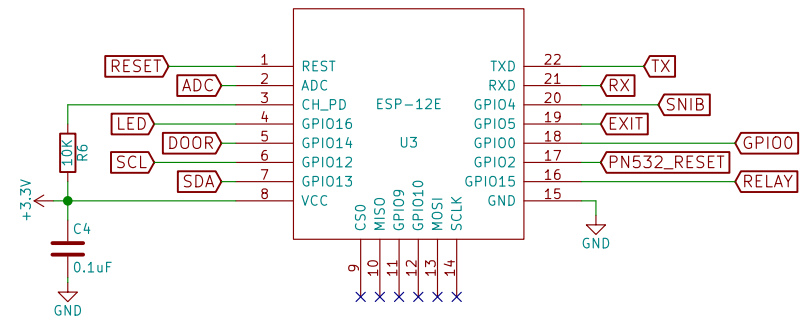 RESET 1 REST TXD 22 TX
ADC 2 ADC RXD 21 RX
3 CH_PD ESP-12E GPIO4 20 SNIB
LED 4 GPIO16 GPIO5 19 EXIT
DOOR 5 GPIO14 U3 GPIO0 18 GPIO0
SCL 6 GPIO12 GPIO2 17 PN532_RESET
SDA 7 GPIO13 GPIO15 16 RELAY
8 VCC GND 15
10K
R6
+3.3V
CS0
MISO
GPIO9
GPIO10
MOSI
SCLK
9
10
11
12
13
14
C4
0.1uF
GND
GND